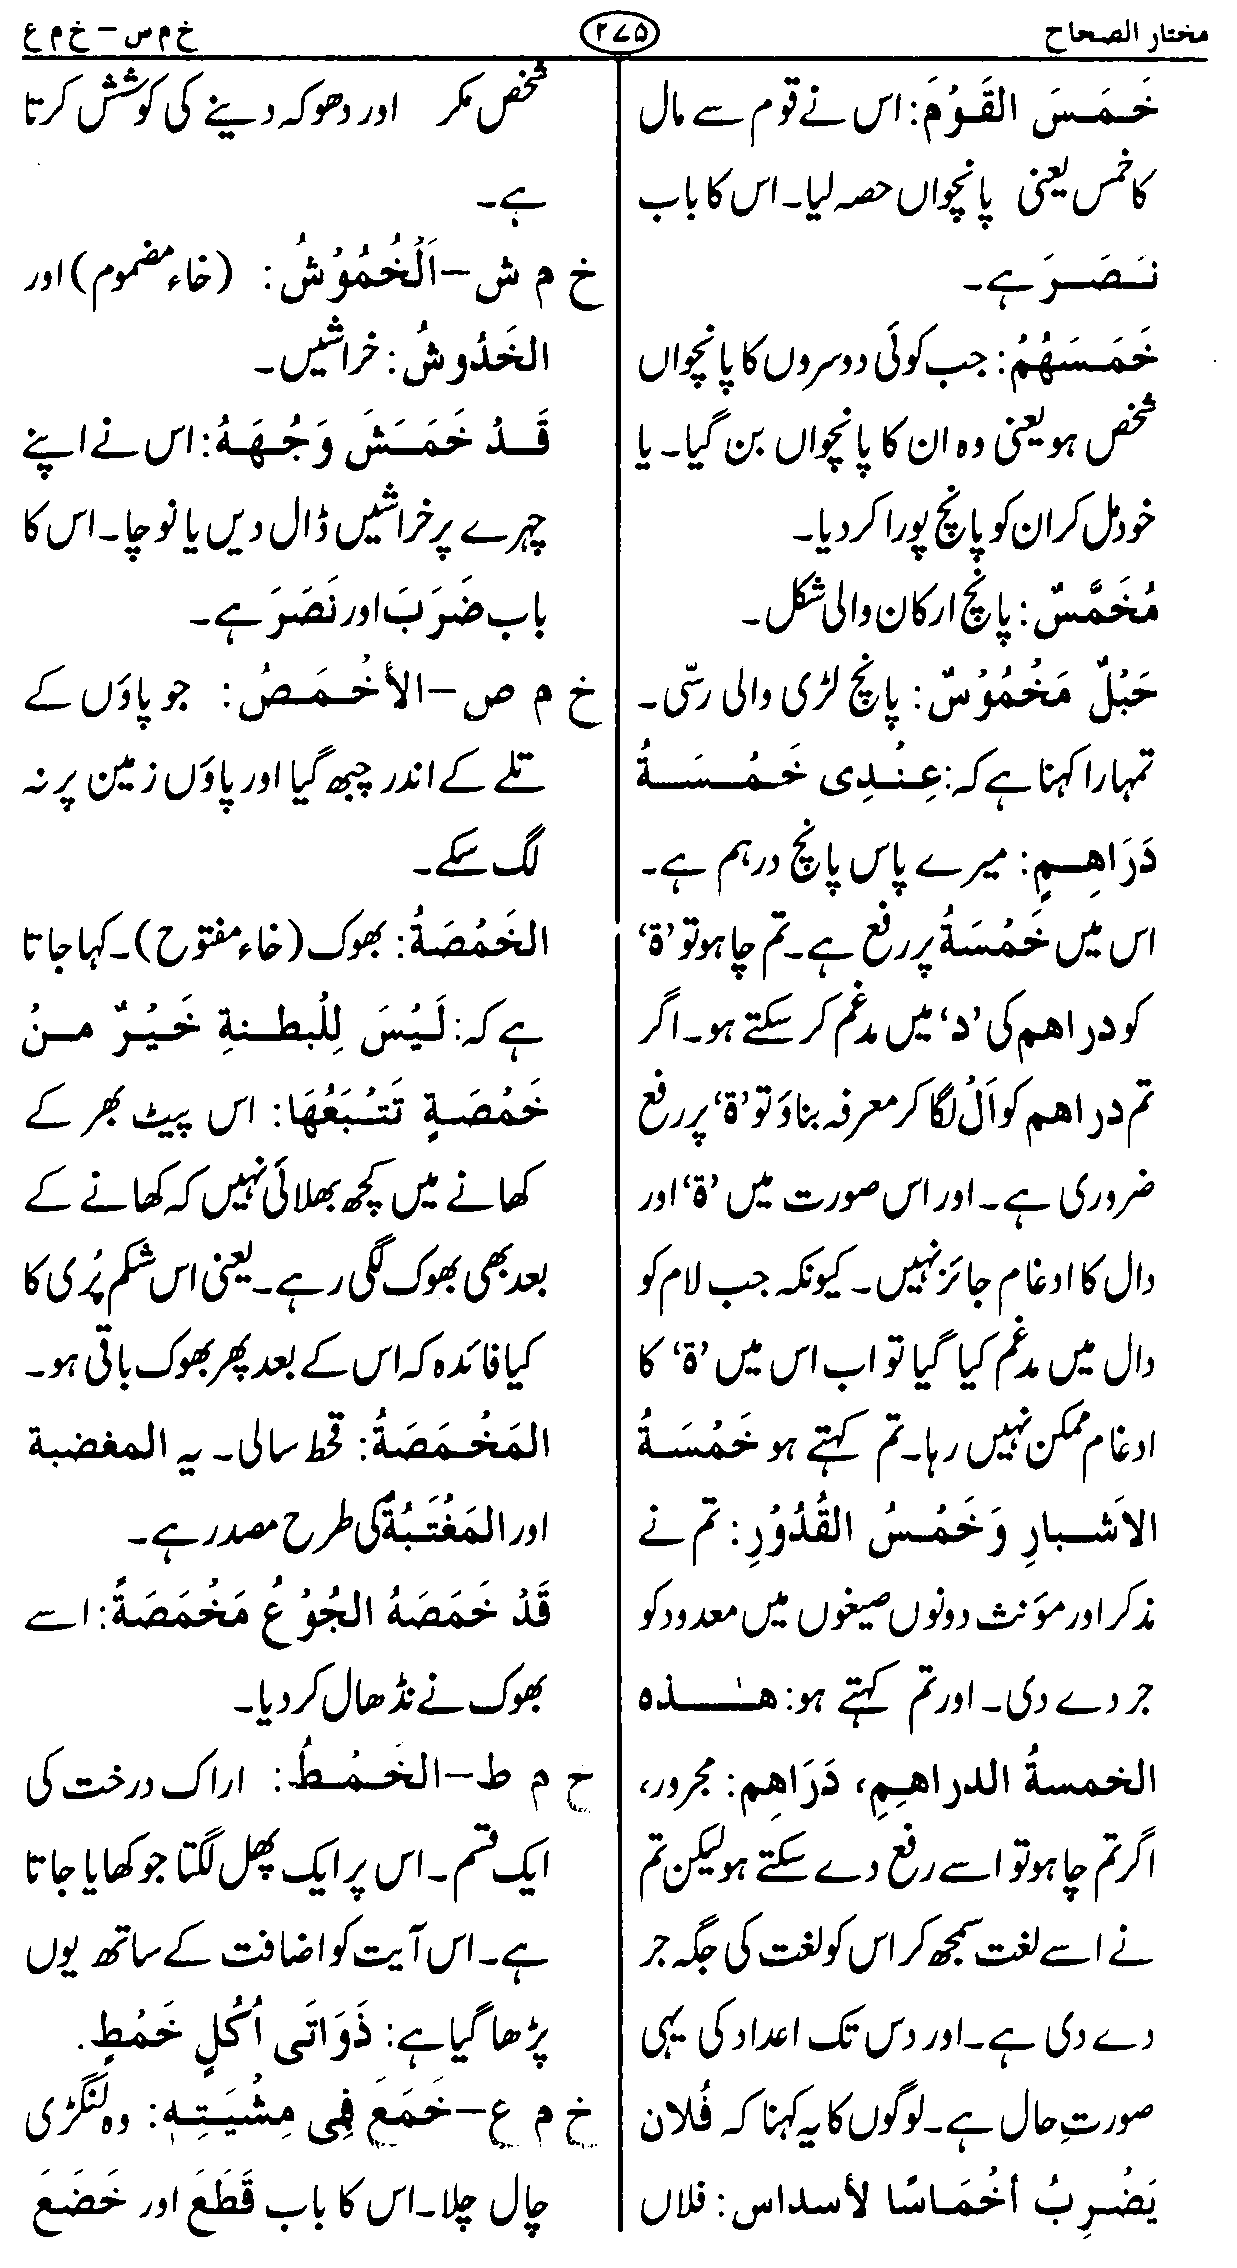 مختار الصحاح
۲۷۵
خ م س – خ م ع
خَمَسَ القَوْمَ: اس نے قوم سے مال
کا خمس یعنی پانچواں حصہ لیا۔ اس کا باب
نَصَرَ ہے۔
خَمَسَهُمْ: جب کوئی دوسروں کا پانچواں
شخص ہو یعنی وہ ان کا پانچواں بن گیا۔ یا
خود مل کر ان کو پانچ پورا کر دیا۔
مُخَمَّسٌ: پانچ ارکان والی شکل۔
حَبْلٌ مَخْمُوْسٌ: پانچ لڑی والی رسّی۔
تمہارا کہنا ہے کہ: عِنْدِی خَمْسَةُ
دَرَاهِمٍ: میرے پاس پانچ درہم ہے۔
اس میں خَمْسَةُ پر رفع ہے۔ تم چاہو تو ’ة‘
کو دراهم کی ’د‘ میں مدغم کر سکتے ہو۔ اگر
تم دراهم کو اَلْ لگا کر معرفہ بناؤ تو ’ة‘ پر رفع
ضروری ہے۔ اور اس صورت میں ’ة‘ اور
دال کا ادغام جائز نہیں۔ کیونکہ جب لام کو
دال میں مدغم کیا گیا تو اب اس میں ’ة‘ کا
ادغام ممکن نہیں رہا۔ تم کہتے ہو خَمْسَةُ
الاَشبارِ وَخَمْسُ القُدُوْرِ: تم نے
مذکر اور مؤنث دونوں صیغوں میں معدود کو
جر دے دی۔ اور تم کہتے ہو: هٰذه
الخمسةُ الدراهِمِ، دَرَاهِم: مجرور،
اگر تم چاہو تو اسے رفع دے سکتے ہو لیکن تم
نے اسے لغت سمجھ کر اس کو لغت کی جگہ جر
دے دی ہے۔ اور دس تک اعداد کی یہی
صورتِ حال ہے۔ لوگوں کا یہ کہنا کہ فُلان
يَضْرِبُ أخْمَاسًا لأسداس: فلاں
شخص مکر اور دھوکہ دینے کی کوشش کرتا
ہے۔
خ م ش – اَلْخُمُوْشُ: (خاء مضموم) اور
الخَدُوشُ: خراشیں۔
قَدْ خَمَشَ وَجْهَهُ: اس نے اپنے
چہرے پر خراشیں ڈال دیں یا نوچا۔ اس کا
باب ضَرَبَ اور نَصَرَ ہے۔
خ م ص – الأخْمَصُ: جو پاؤں کے
تلے کے اندر چبھ گیا اور پاؤں زمین پر نہ
لگ سکے۔
الخَمْصَةُ: بھوک (خاء مفتوح)۔ کہا جاتا
ہے کہ: لَيْسَ لِلْبطنةِ خَيْرٌ منْ
خَمْصَةٍ تَتْبَعُهَا: اس پیٹ بھر کے
کھانے میں کچھ بھلائی نہیں کہ کھانے کے
بعد بھی بھوک لگی رہے۔ یعنی اس شکم پُری کا
کیا فائدہ کہ اس کے بعد پھر بھوک باقی ہو۔
المَخْمَصَةُ: قحط سالی۔ یہ المغضبة
اور المَعْتَبَةُ کی طرح مصدر ہے۔
قَدْ خَمَصَهُ الجُوْعُ مَخْمَصَةً: اسے
بھوک نے نڈھال کر دیا۔
خ م ط – الخَمْطُ: اراک درخت کی
ایک قسم۔ اس پر ایک پھل لگتا جو کھایا جاتا
ہے۔ اس آیت کو اضافت کے ساتھ یوں
پڑھا گیا ہے: ذَوَاتَى اُكُلٍ خَمْطٍ۔
خ م ع – خَمَعَ فِي مِشْيَتِهِ: وہ لنگڑی
چال چلا۔ اس کا باب قَطَعَ اور خَضَعَ